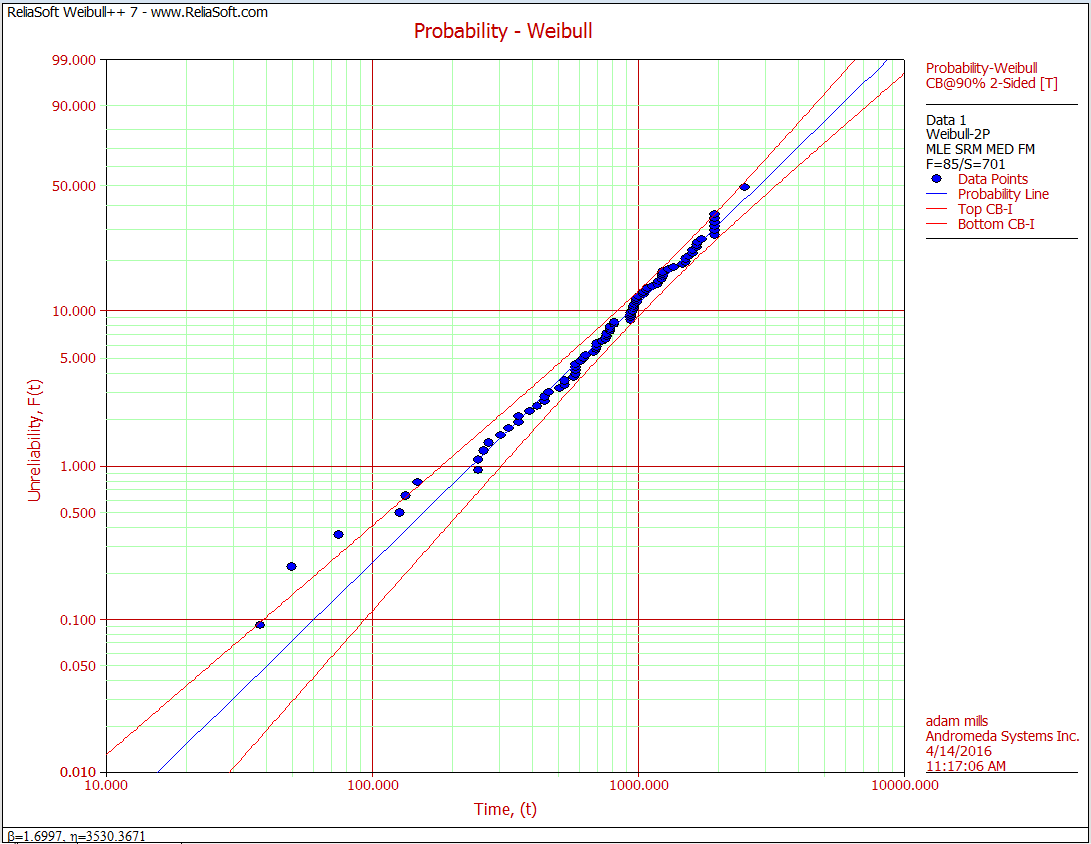 ReliaSoft Weibull++ 7 - www.ReliaSoft.com
Probability - Weibull
99.000
90.000
50.000
10.000
5.000
1.000
0.500
0.100
0.050
0.010
Unreliability, F(t)
10.000
100.000
1000.000
10000.000
Time, (t)
Probability-Weibull
CB@90% 2-Sided [T]
Data 1
Weibull-2P
MLE SRM MED FM
F=85/S=701
Data Points
Probability Line
Top CB-I
Bottom CB-I
adam mills
Andromeda Systems Inc.
4/14/2016
11:17:06 AM
β=1.6997, η=3530.3671